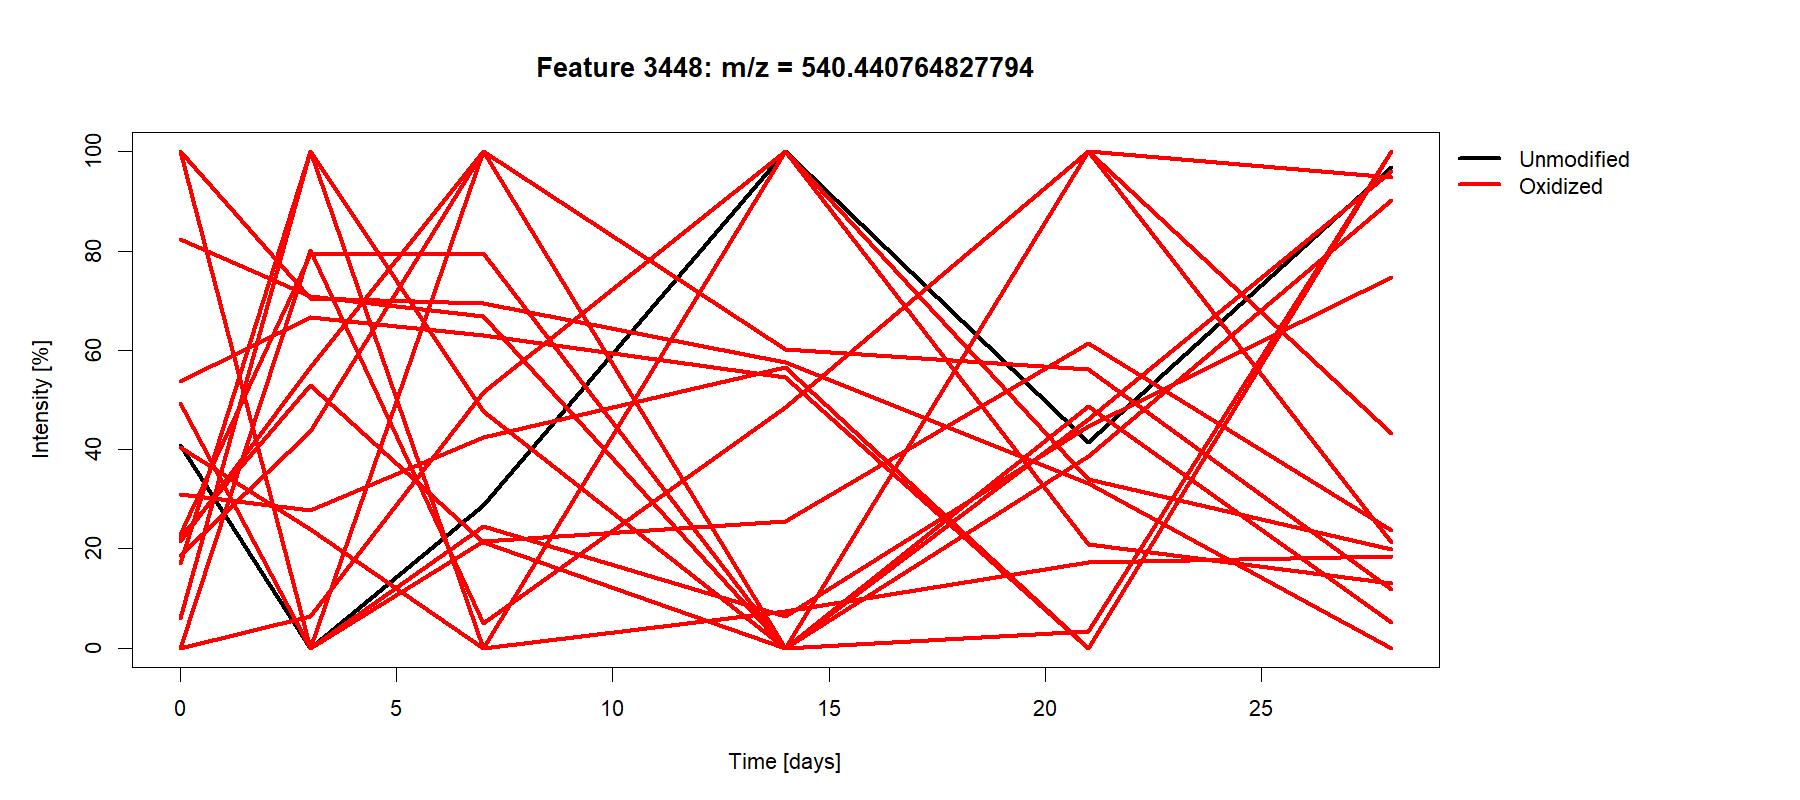 Feature 3448: m/z = 540.440764827794
Unmodified
Oxidized
Intensity [%]
100
80
60
40
20
0
0 5 10 15 20 25
Time [days]